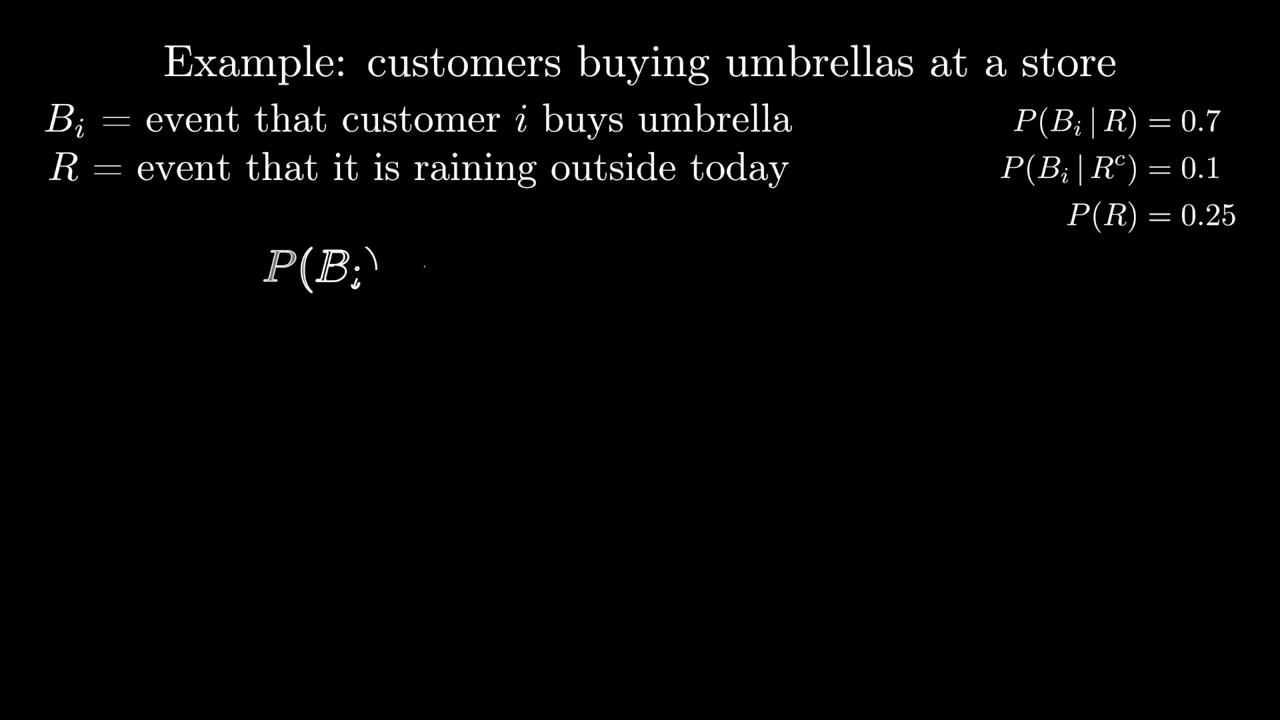 Example: customers buying umbrellas at a store
B_i = event that customer i buys umbrella
R = event that it is raining outside today
P(B_i | R) = 0.7
P(B_i | R^c) = 0.1
P(R) = 0.25
P(B_i)